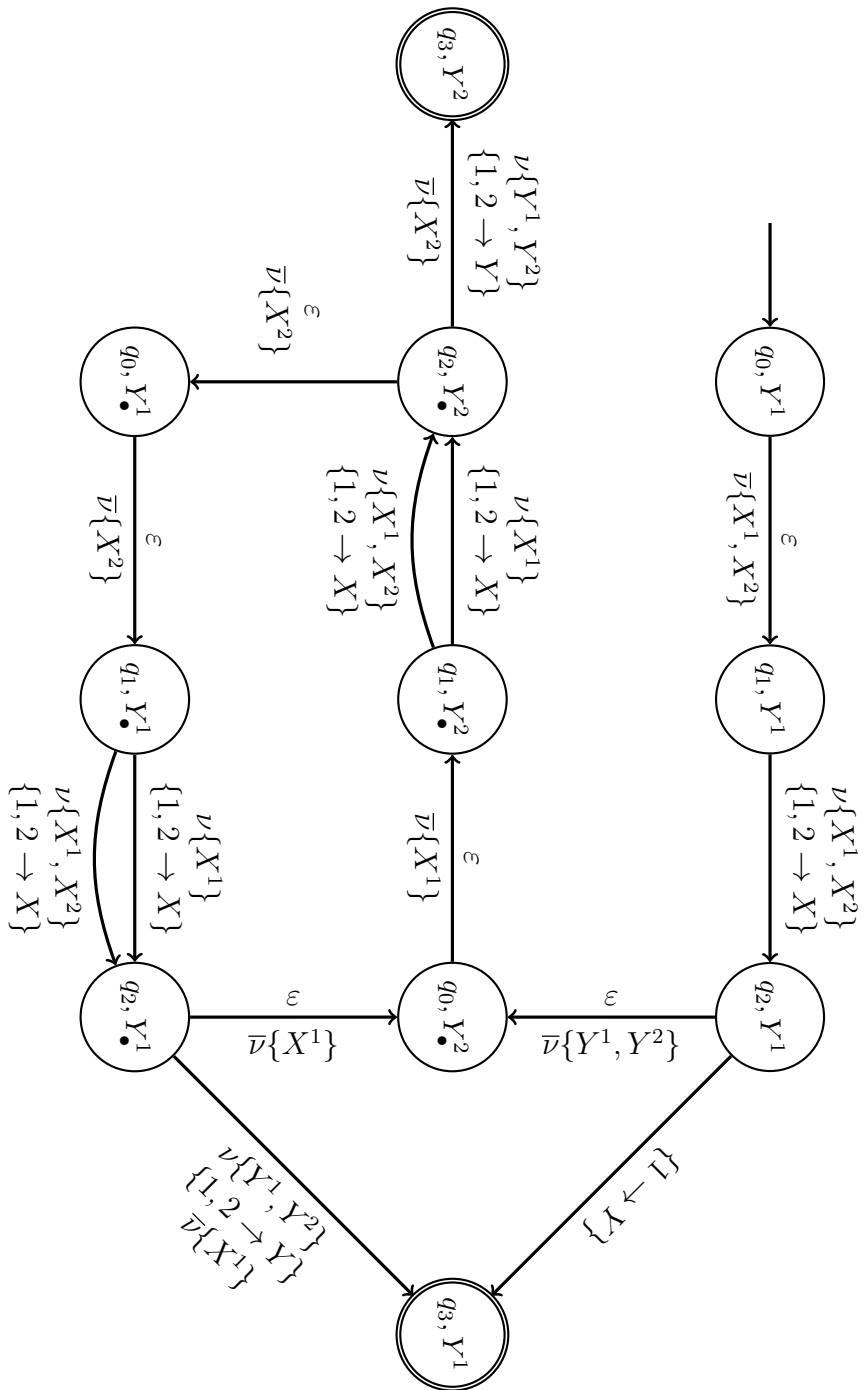 ν{X¹, X²}
{1, 2 → X}
ε
q₀, Y¹
q₁, Y¹
q₂, Y¹
ν̄{X¹, X²}
{1 → Y}
ε
ν̄{Y¹, Y²}
ν{Y¹, Y²}
{1, 2 → Y}
ν{X¹}
{1, 2 → X}
ε
q₃, Y²
q₂, Y²•
q₁, Y²•
q₀, Y²•
q₃, Y¹
ν̄{X²}
ν{X¹, X²}
{1, 2 → X}
ν̄{X¹}
ε
ν̄{X²}
ε
ν̄{X¹}
ν{Y¹, Y²}
{1, 2 → Y}
ν̄{X¹}
ε
ν{X¹}
{1, 2 → X}
q₀, Y¹•
q₁, Y¹•
q₂, Y¹•
ν̄{X²}
ν{X¹, X²}
{1, 2 → X}